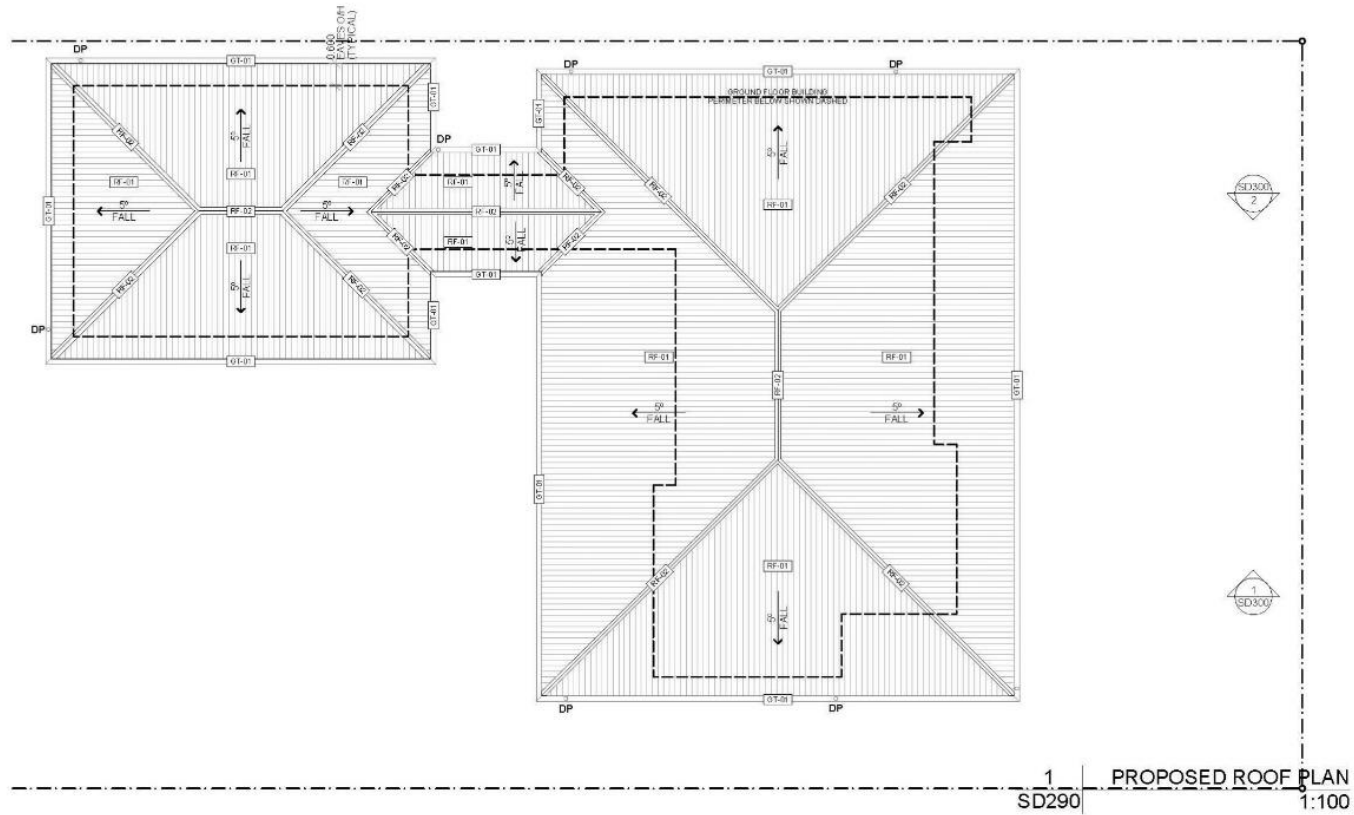 0.600
EAVES O/H
(TYPICAL)
DP
GT-01
DP
GT-01
DP
GROUND FLOOR BUILDING
PERIMETER BELOW SHOWN DASHED
GT-01
GT-01
5° FALL
RF-02
RF-02
DP
GT-01
5° FALL
RF-01
RF-01
RF-01
RF-02
RF-01
5° FALL
RF-02
RF-01
RF-02
RF-02
SD300
2
GT-01
5°
FALL
RF-02
5°
FALL
RF-02
RF-01
RF-01
RF-01
RF-02
5° FALL
RF-02
5° FALL
RF-02
RF-02
GT-01
GT-01
DP
GT-01
RF-01
RF-01
RF-02
GT-01
5°
FALL
5°
FALL
GT-01
RF-02
RF-01
RF-02
5° FALL
1
SD300
GT-01
DP
DP
1 PROPOSED ROOF PLAN
SD290 1:100